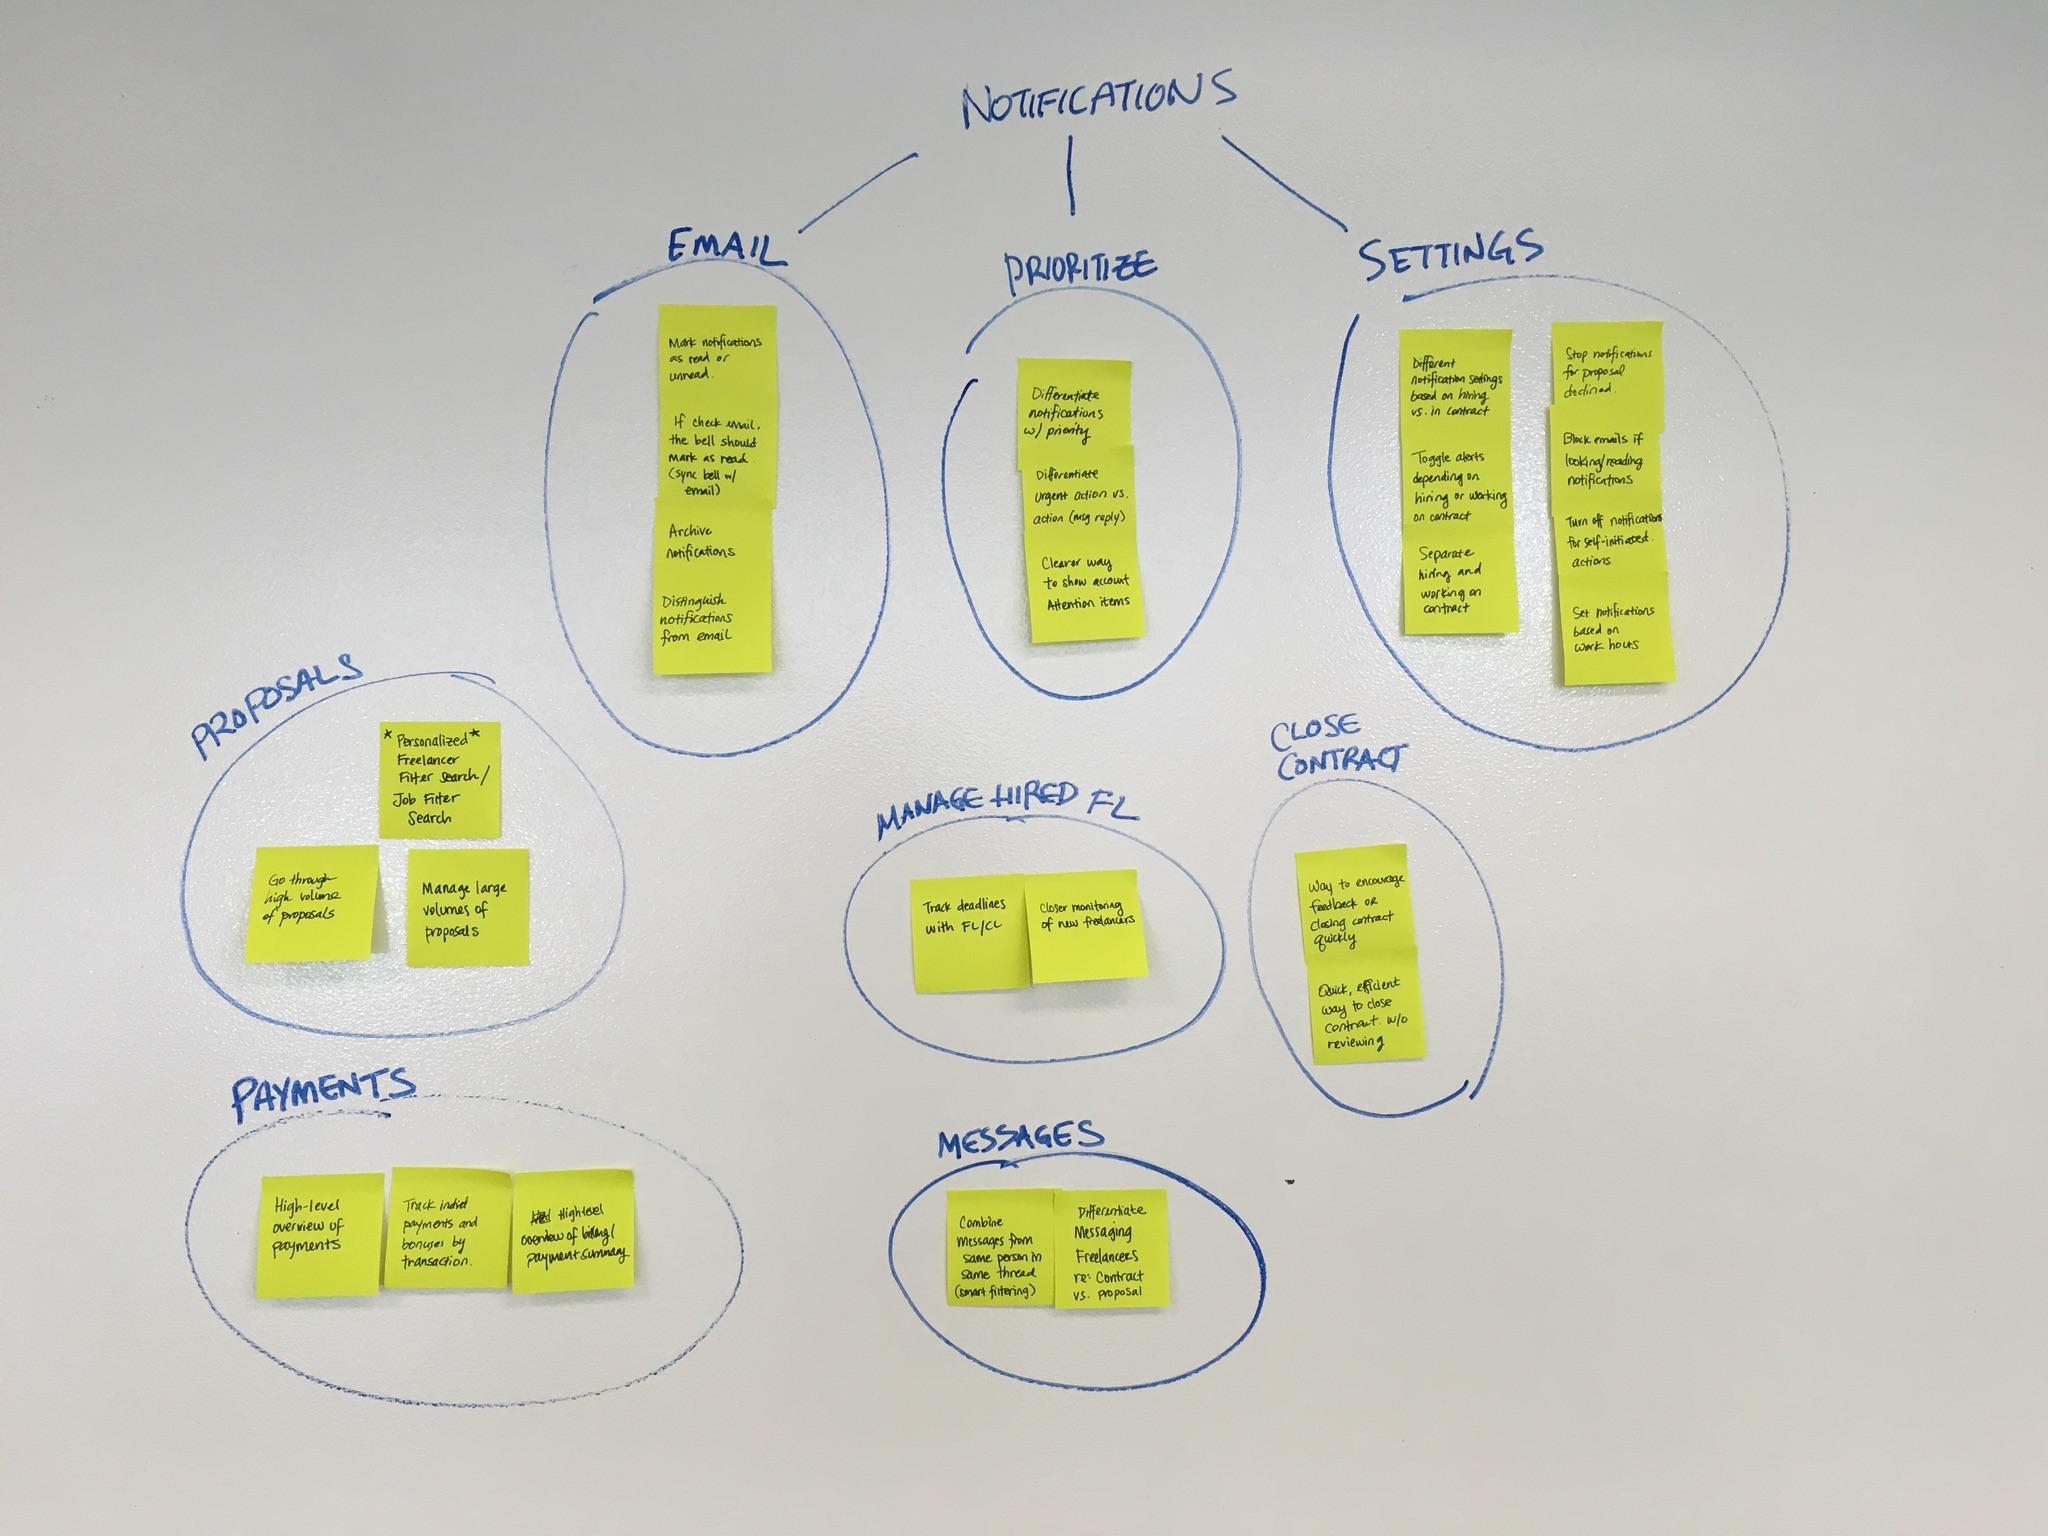 NOTIFICATIONS
EMAIL
Mark notifications
as read or
unread.
If check email,
the bell should
mark as read.
(sync bell w/
email)
Archive
notifications
Distinguish
notifications
from email
PRIORITIZE
Differentiate
notifications
w/ priority
Differentiate
urgent action vs.
action (msg reply)
Clearer way
to show account
Attention items
SETTINGS
Different
notification settings
based on hiring
vs. in contract
Toggle alerts
depending on
hiring or working
on contract
Separate
hiring and
working on
contract
Stop notifications
for proposal
declined.
Block emails if
looking/reading
notifications
Turn off notifications
for self-initiated.
actions
Set notifications
based on
work hours
PROPOSALS
*Personalized*
Freelancer
Filter Search/
Job Filter
Search
Go through
high volume
of proposals
Manage large
volumes of
proposals
MANAGE HIRED FL
Track deadlines
with FL/CL
Closer monitoring
of new freelancers
CLOSE
CONTRACT
Way to encourage
feedback or
closing contract
quickly
Quick, efficient
way to close
contract. w/o
reviewing
PAYMENTS
High-level
overview of
payments
Track indivd
payments and
bonuses by
transaction.
High level
overview of billing/
payment summary
MESSAGES
Combine
messages from
same person in
same thread
(smart filtering)
Differentiate
Messaging
Freelancers
re: Contract
vs. proposal